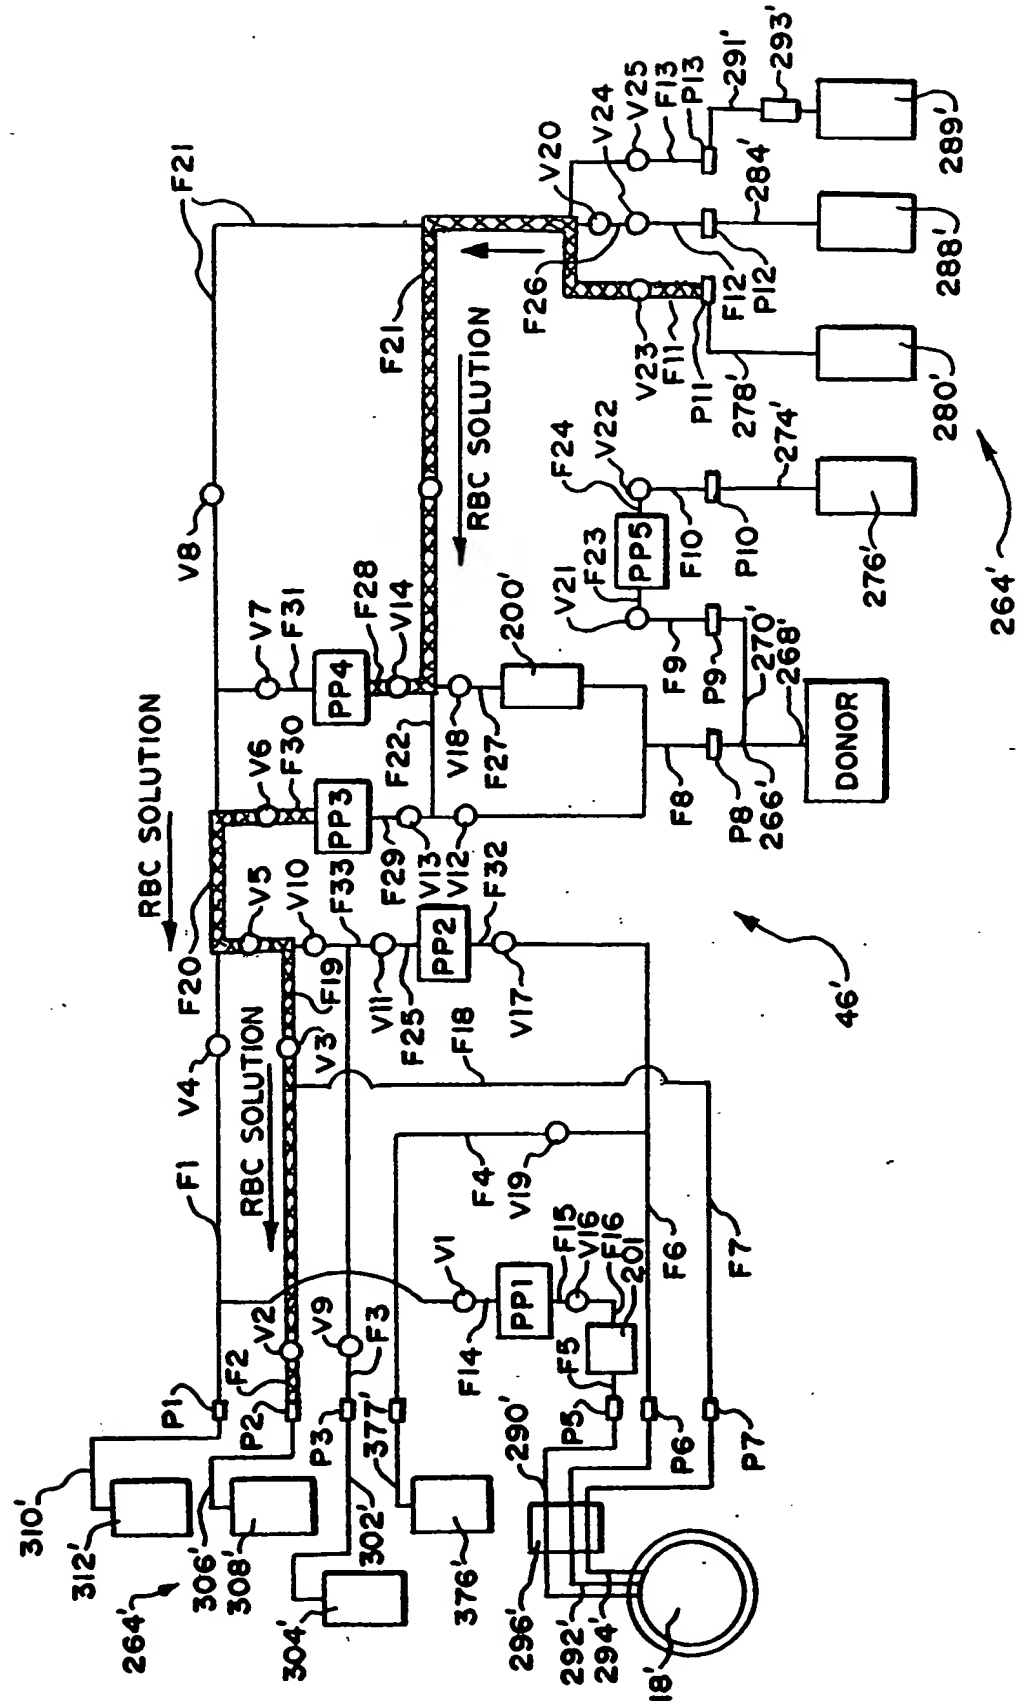 F21
V8
RBC SOLUTION
F20
V4
F1
V7
F31
V6
F30
V5
V10
F33
F19
V3
RBC SOLUTION
PP4
F28
V14
F21
RBC SOLUTION
V20
V24
V25
F13
P13
291'
293'
F26
V23
F11
P11
278'
F12
P12
284'
280'
288'
289'
PP3
F29
V13
V12
F22
V18
F27
200'
V21
F23
PP5
F24
V22
F10
P10
274'
276'
F9
P9
270'
268'
F8
P8
266'
DONOR
264'
V11
F25
PP2
F32
V17
F18
46'
F4
V19
V1
F14
PP1
F15
V16
F16
201
F5
F6
F7
P1
310'
312'
V2
F2
P2
306'
308'
264'
V9
F3
P3
302'
304'
377'
376'
P5
290'
P6
P7
296'
292'
294'
18'